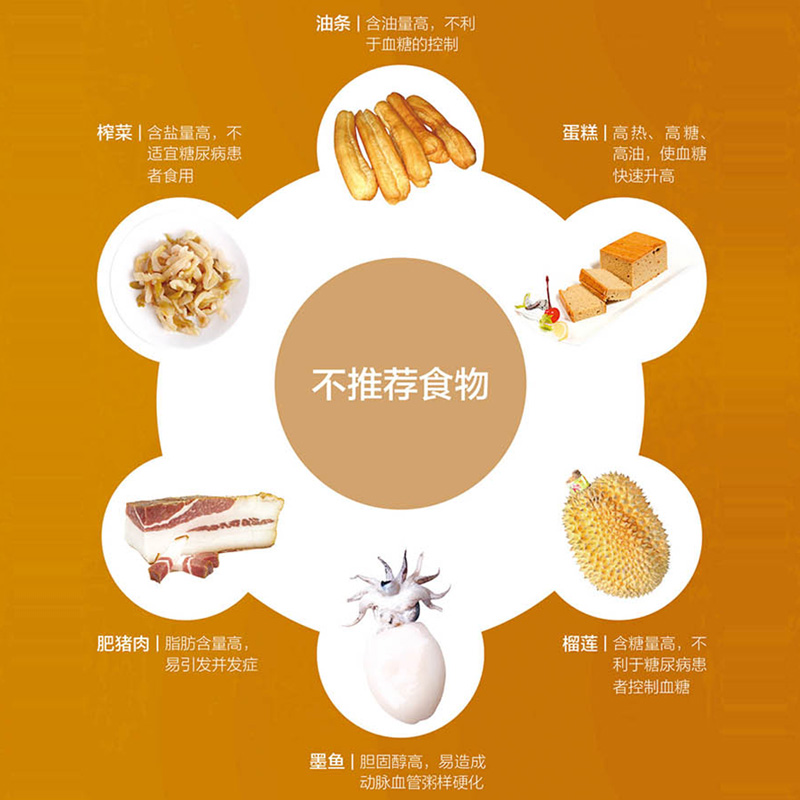 油条 | 含油量高，不利
于血糖的控制
榨菜 | 含盐量高，不
适宜糖尿病患
者食用
蛋糕 | 高热、高糖、
高油，使血糖
快速升高
不推荐食物
肥猪肉 | 脂肪含量高，
易引发并发症
榴莲 | 含糖量高，不
利于糖尿病患
者控制血糖
墨鱼 | 胆固醇高，易造成
动脉血管粥样硬化